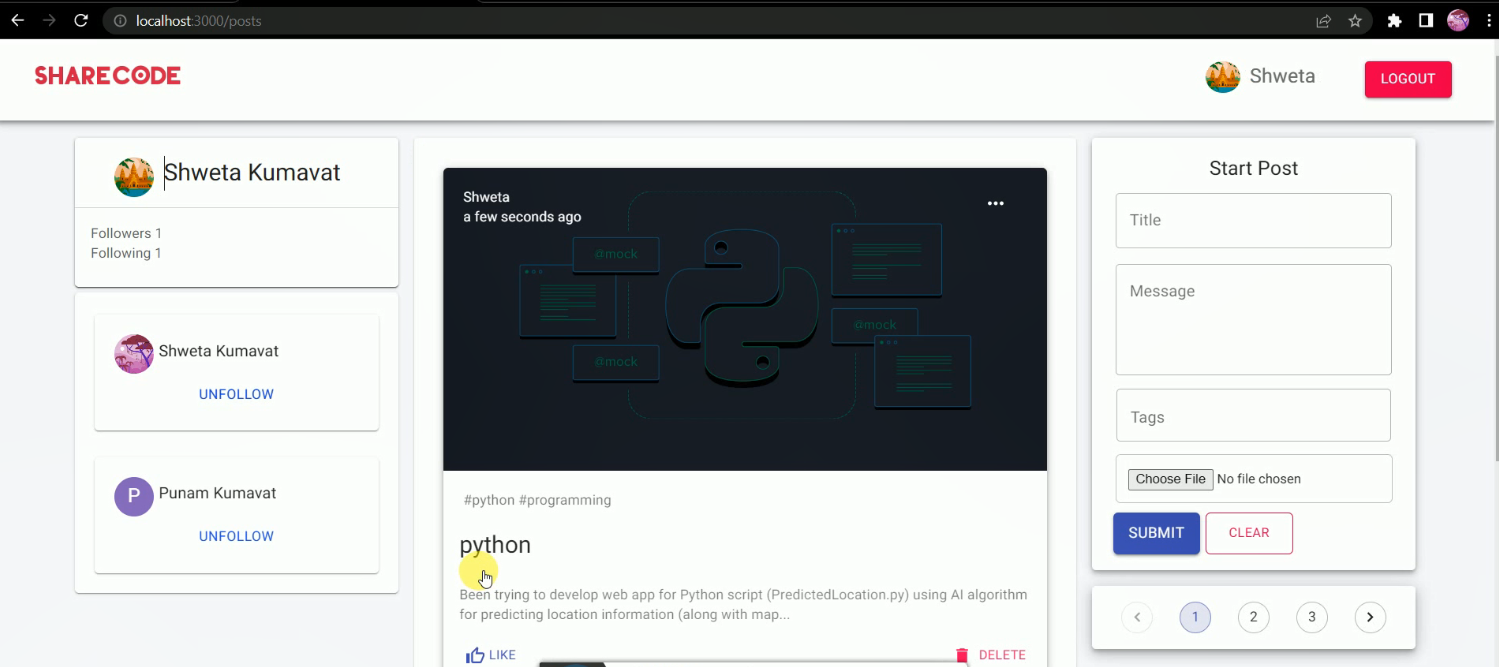 localhost:3000/posts
SHARECODE
Shweta
LOGOUT
Shweta Kumavat
Followers 1
Following 1
Shweta Kumavat
UNFOLLOW
P Punam Kumavat
UNFOLLOW
Shweta
a few seconds ago
@mock
@mock
@mock
#python #programming
python
Been trying to develop web app for Python script (PredictedLocation.py) using AI algorithm
for predicting location information (along with map...
LIKE
DELETE
Start Post
Title
Message
Tags
Choose File No file chosen
SUBMIT CLEAR
1 2 3